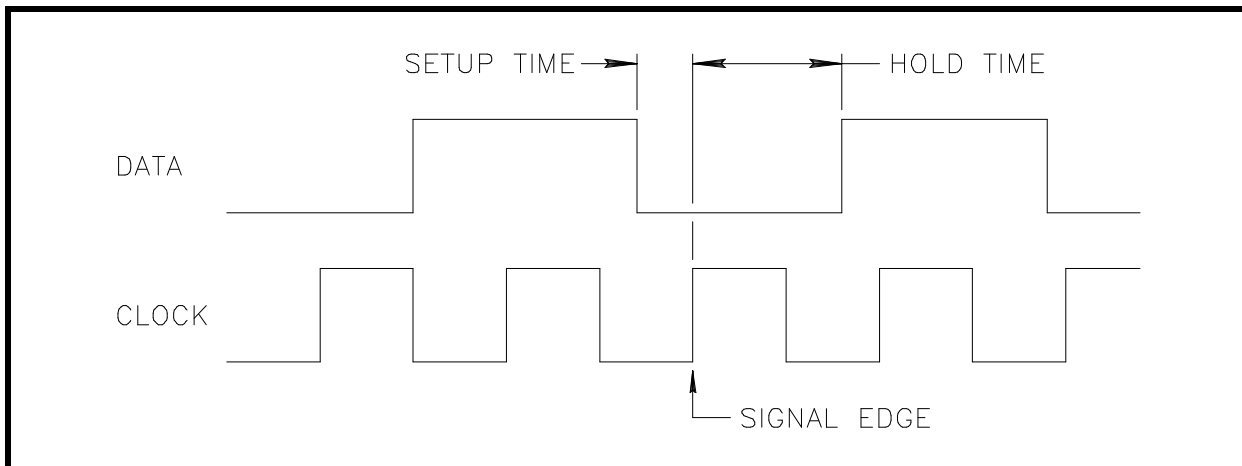 SETUP TIME
HOLD TIME
DATA
CLOCK
SIGNAL EDGE